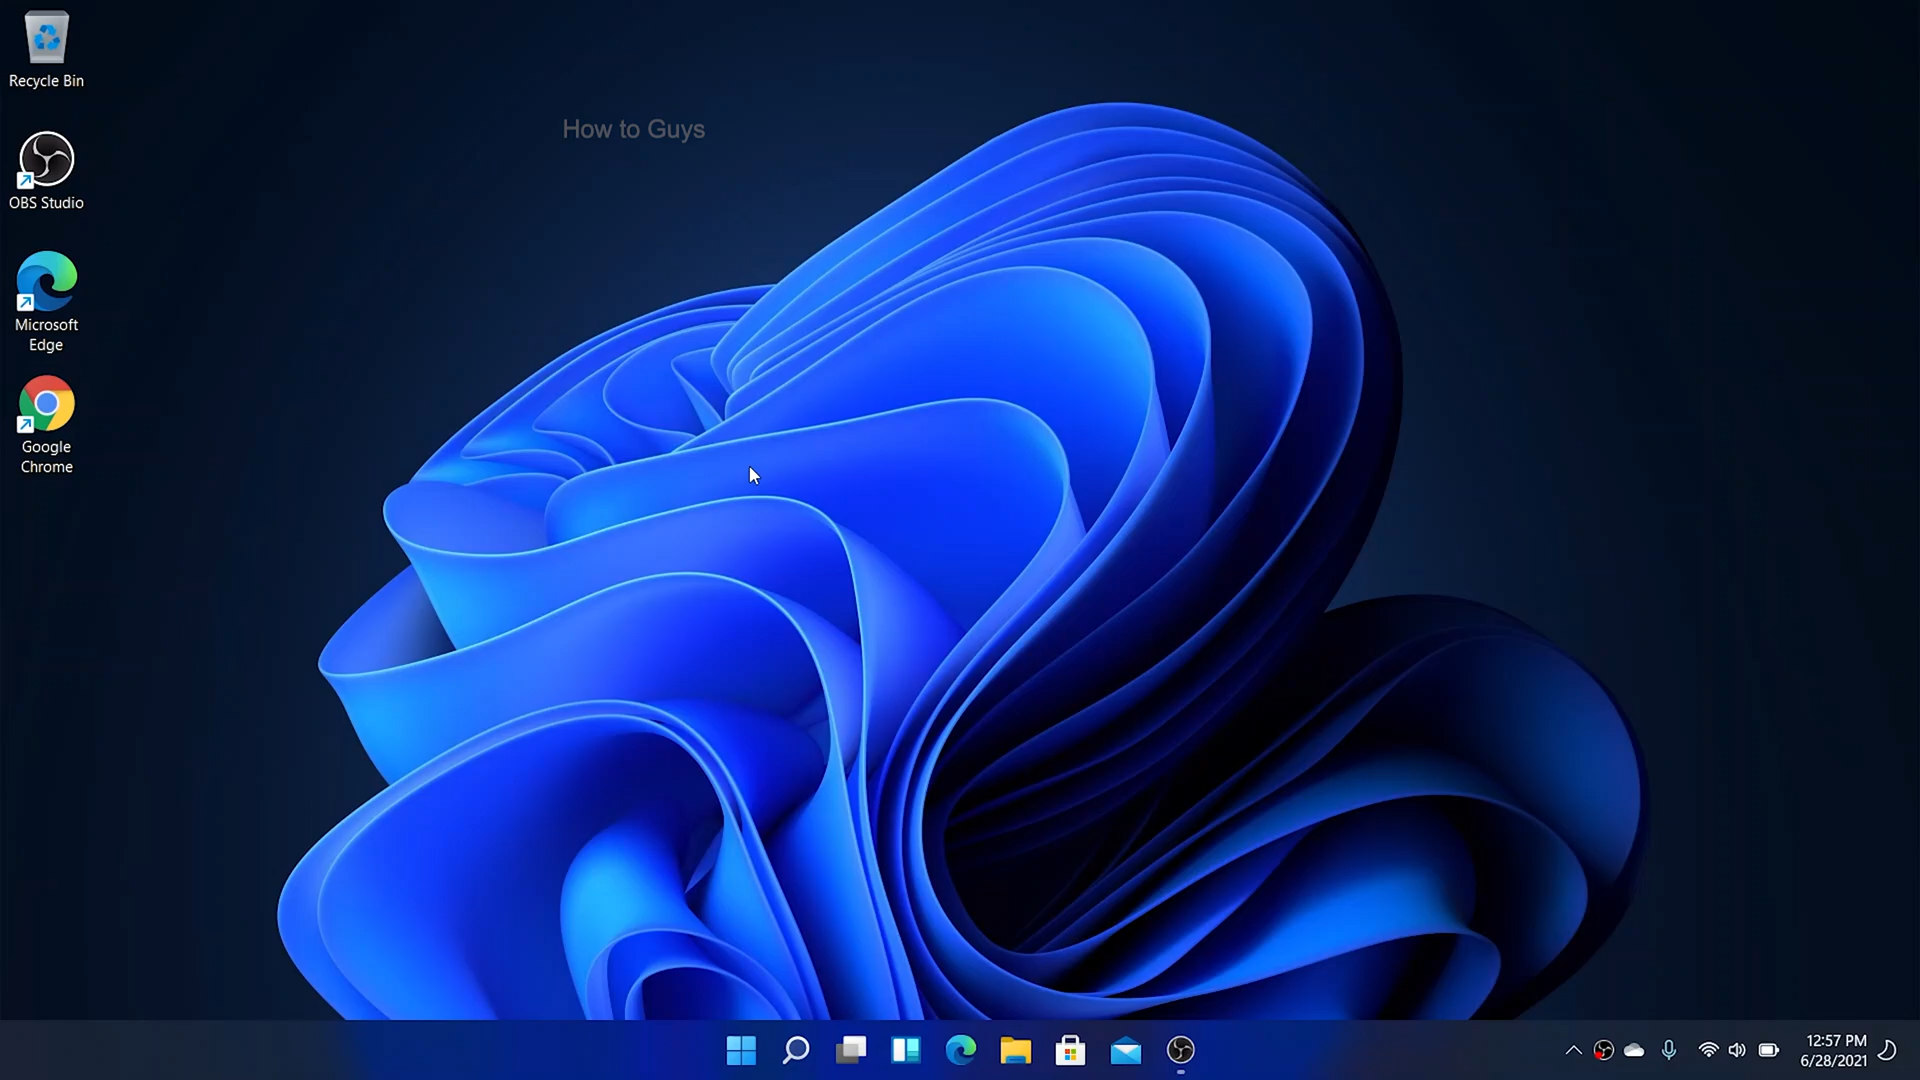 Recycle Bin
How to Guys
OBS Studio
Microsoft
Edge
Google
Chrome
12:57 PM
6/28/2021